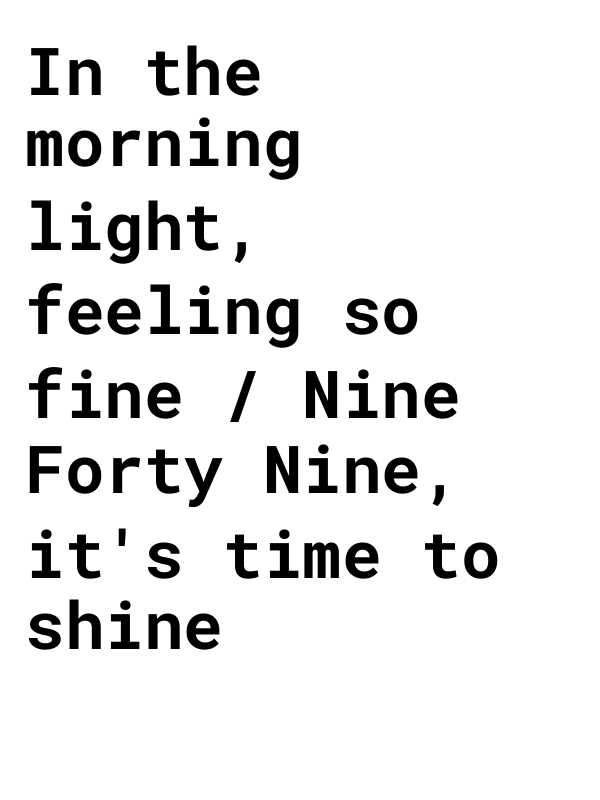 In the
morning
light,
feeling so
fine / Nine
Forty Nine,
it's time to
shine